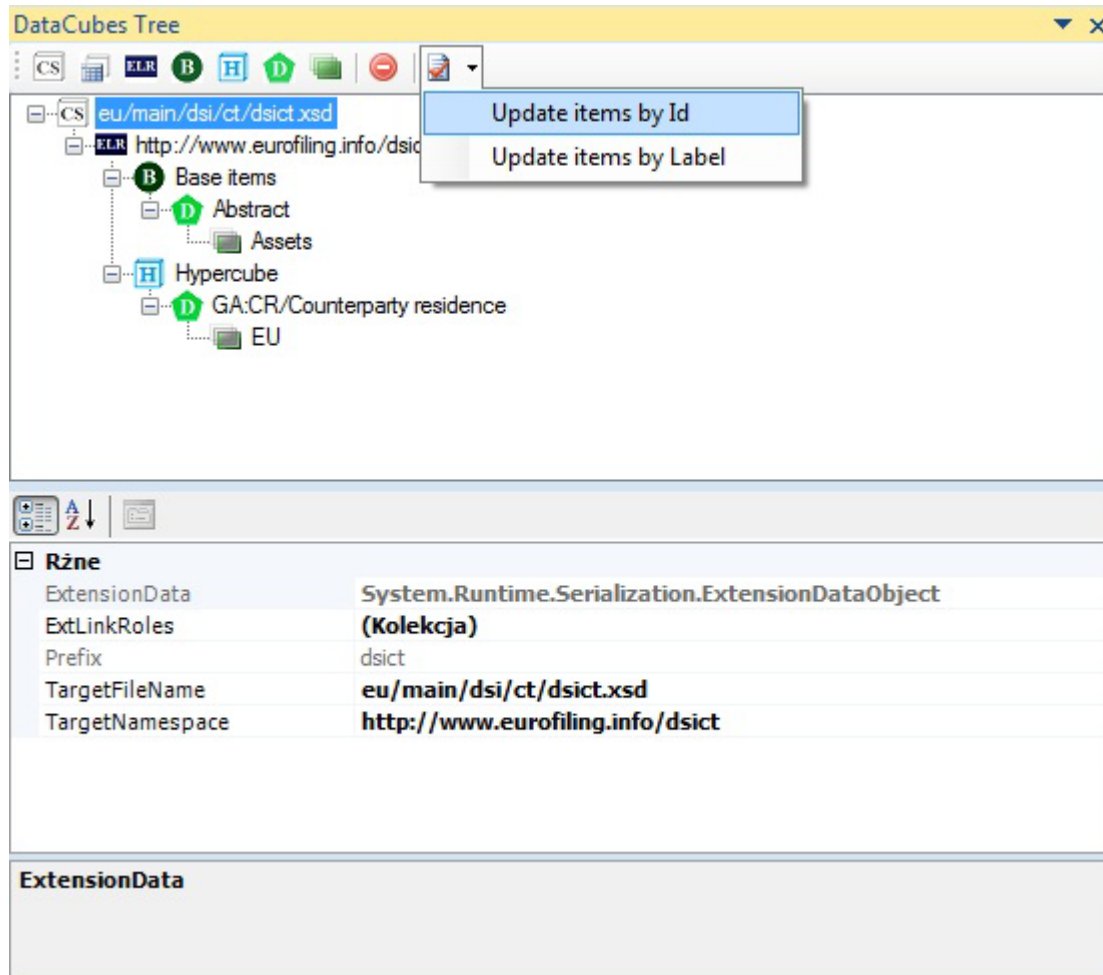 DataCubes Tree
CS ELR B H D
Update items by Id
Update items by Label
CS eu/main/dsi/ct/dsict.xsd
ELR http://www.eurofiling.info/dsic
B Base items
D Abstract
Assets
H Hypercube
D GA:CR/Counterparty residence
EU
A
Z
Rżne
ExtensionData System.Runtime.Serialization.ExtensionDataObject
ExtLinkRoles (Kolekcja)
Prefix dsict
TargetFileName eu/main/dsi/ct/dsict.xsd
TargetNamespace http://www.eurofiling.info/dsict
ExtensionData